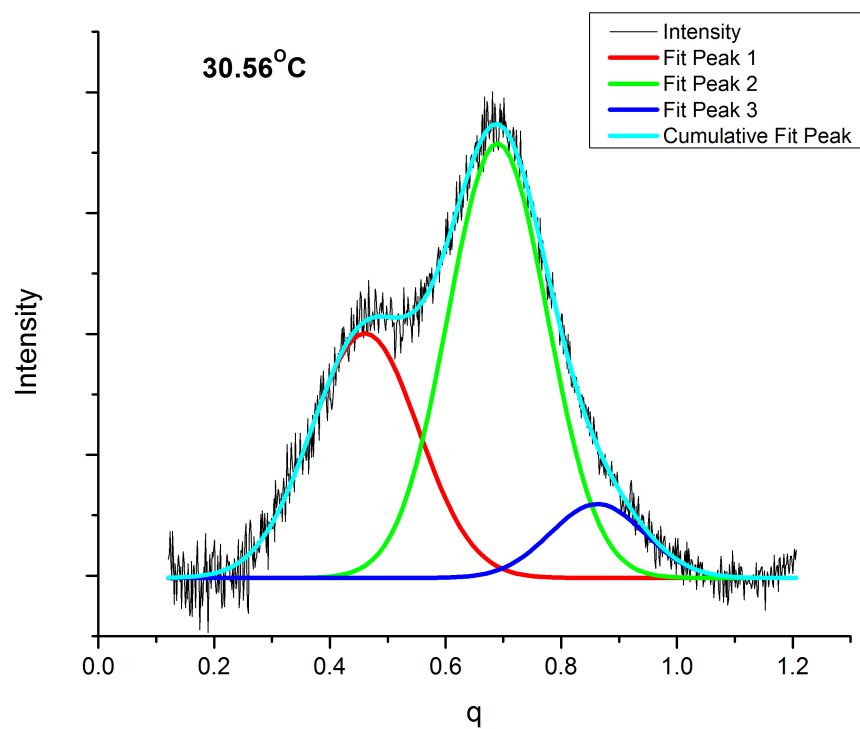 30.56°C
Intensity
Fit Peak 1
Fit Peak 2
Fit Peak 3
Cumulative Fit Peak
Intensity
0.0 0.2 0.4 0.6 0.8 1.0 1.2
q